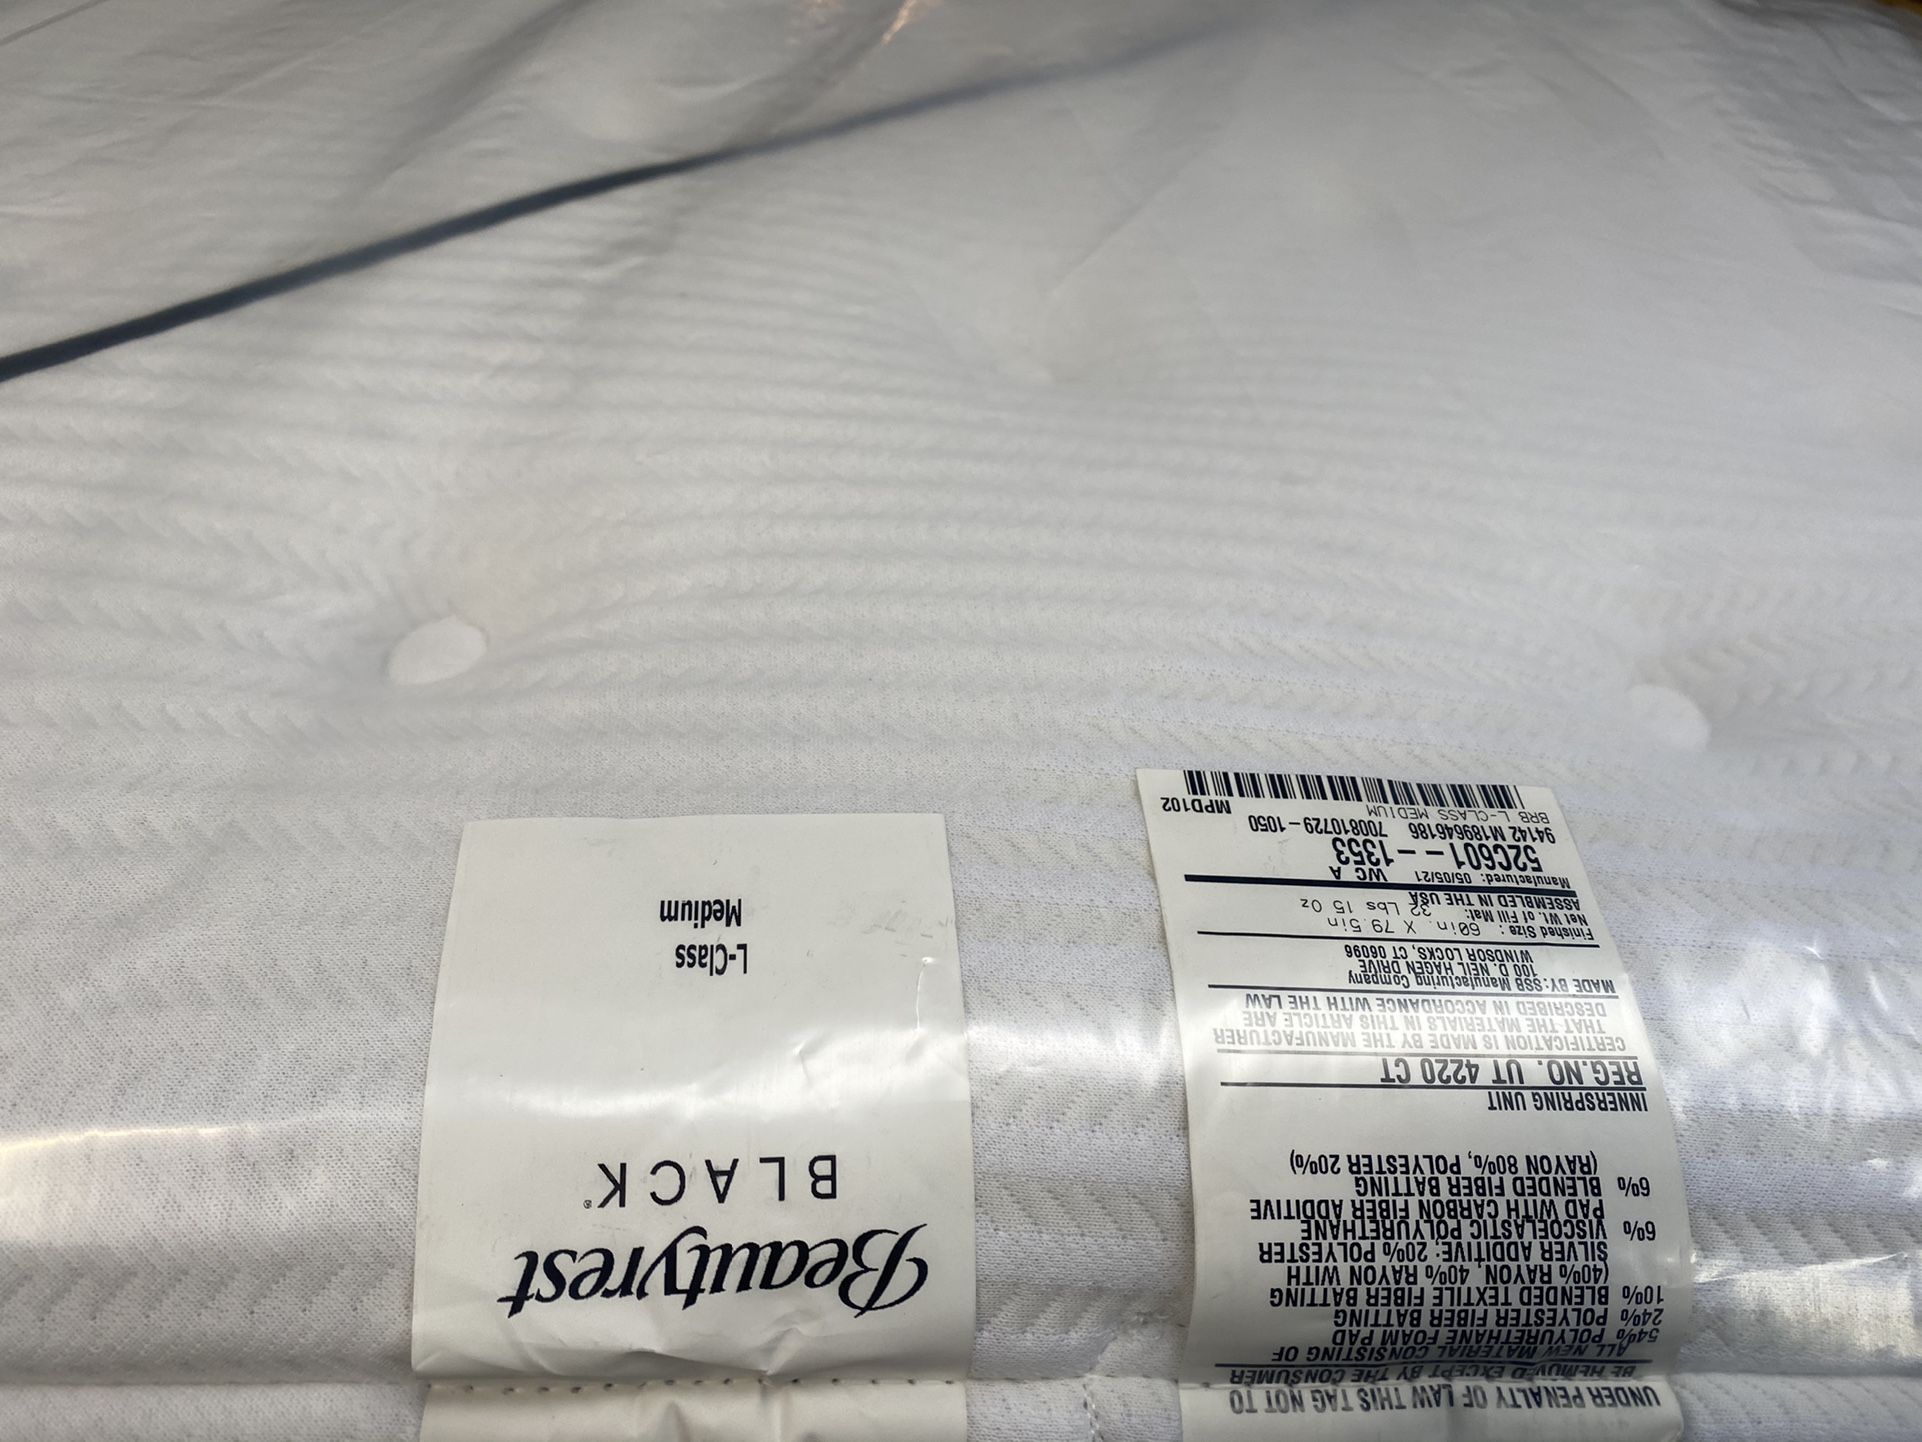 Beautyrest
BLACK®
L-Class
Medium
UNDER PENALTY OF LAW THIS TAG NOT TO
BE REMOVED EXCEPT BY THE CONSUMER
ALL NEW MATERIAL CONSISTING OF
54% POLYURETHANE FOAM PAD
24% POLYESTER FIBER BATTING
10% BLENDED TEXTILE FIBER BATTING
(40% RAYON, 40% RAYON WITH
SILVER ADDITIVE; 20% POLYESTER
6% VISCOELASTIC POLYURETHANE
PAD WITH CARBON FIBER ADDITIVE
6% BLENDED FIBER BATTING
(RAYON 80%, POLYESTER 20%)
INNERSPRING UNIT
REG.NO. UT 4220 CT
CERTIFICATION IS MADE BY THE MANUFACTURER
THAT THE MATERIALS IN THIS ARTICLE ARE
DESCRIBED IN ACCORDANCE WITH THE LAW
MADE BY: SSB Manufacturing Company
100 D. NEIL HAGEN DRIVE
WINDSOR LOCKS, CT 06096
Finished Size : 60in. X 79.5in
Net Wt. of Fill Mat: 32 Lbs 15 Oz
ASSEMBLED IN THE USA
Manufactured: 05/05/21 WC A
52C601--1353
94142 M189646186 700810729-1050
BRB L-CLASS MEDIUM MPD102